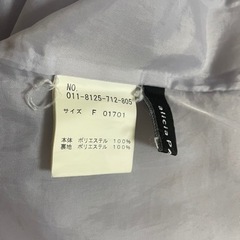 NO.
011-8125-712-805
サイズ F 01701
本体 ポリエステル 100%
裏地 ポリエステル 100%
alicia